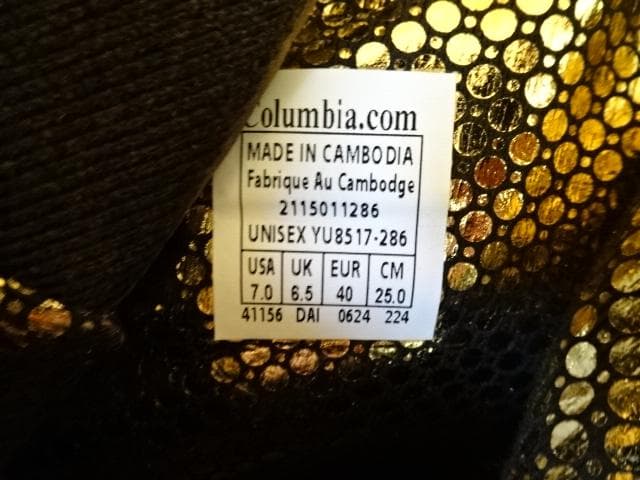 Columbia.com
MADE IN CAMBODIA
Fabrique Au Cambodge
2115011286
UNISEX YU8517-286
USA UK EUR CM
7.0 6.5 40 25.0
41156 DAI 0624 224